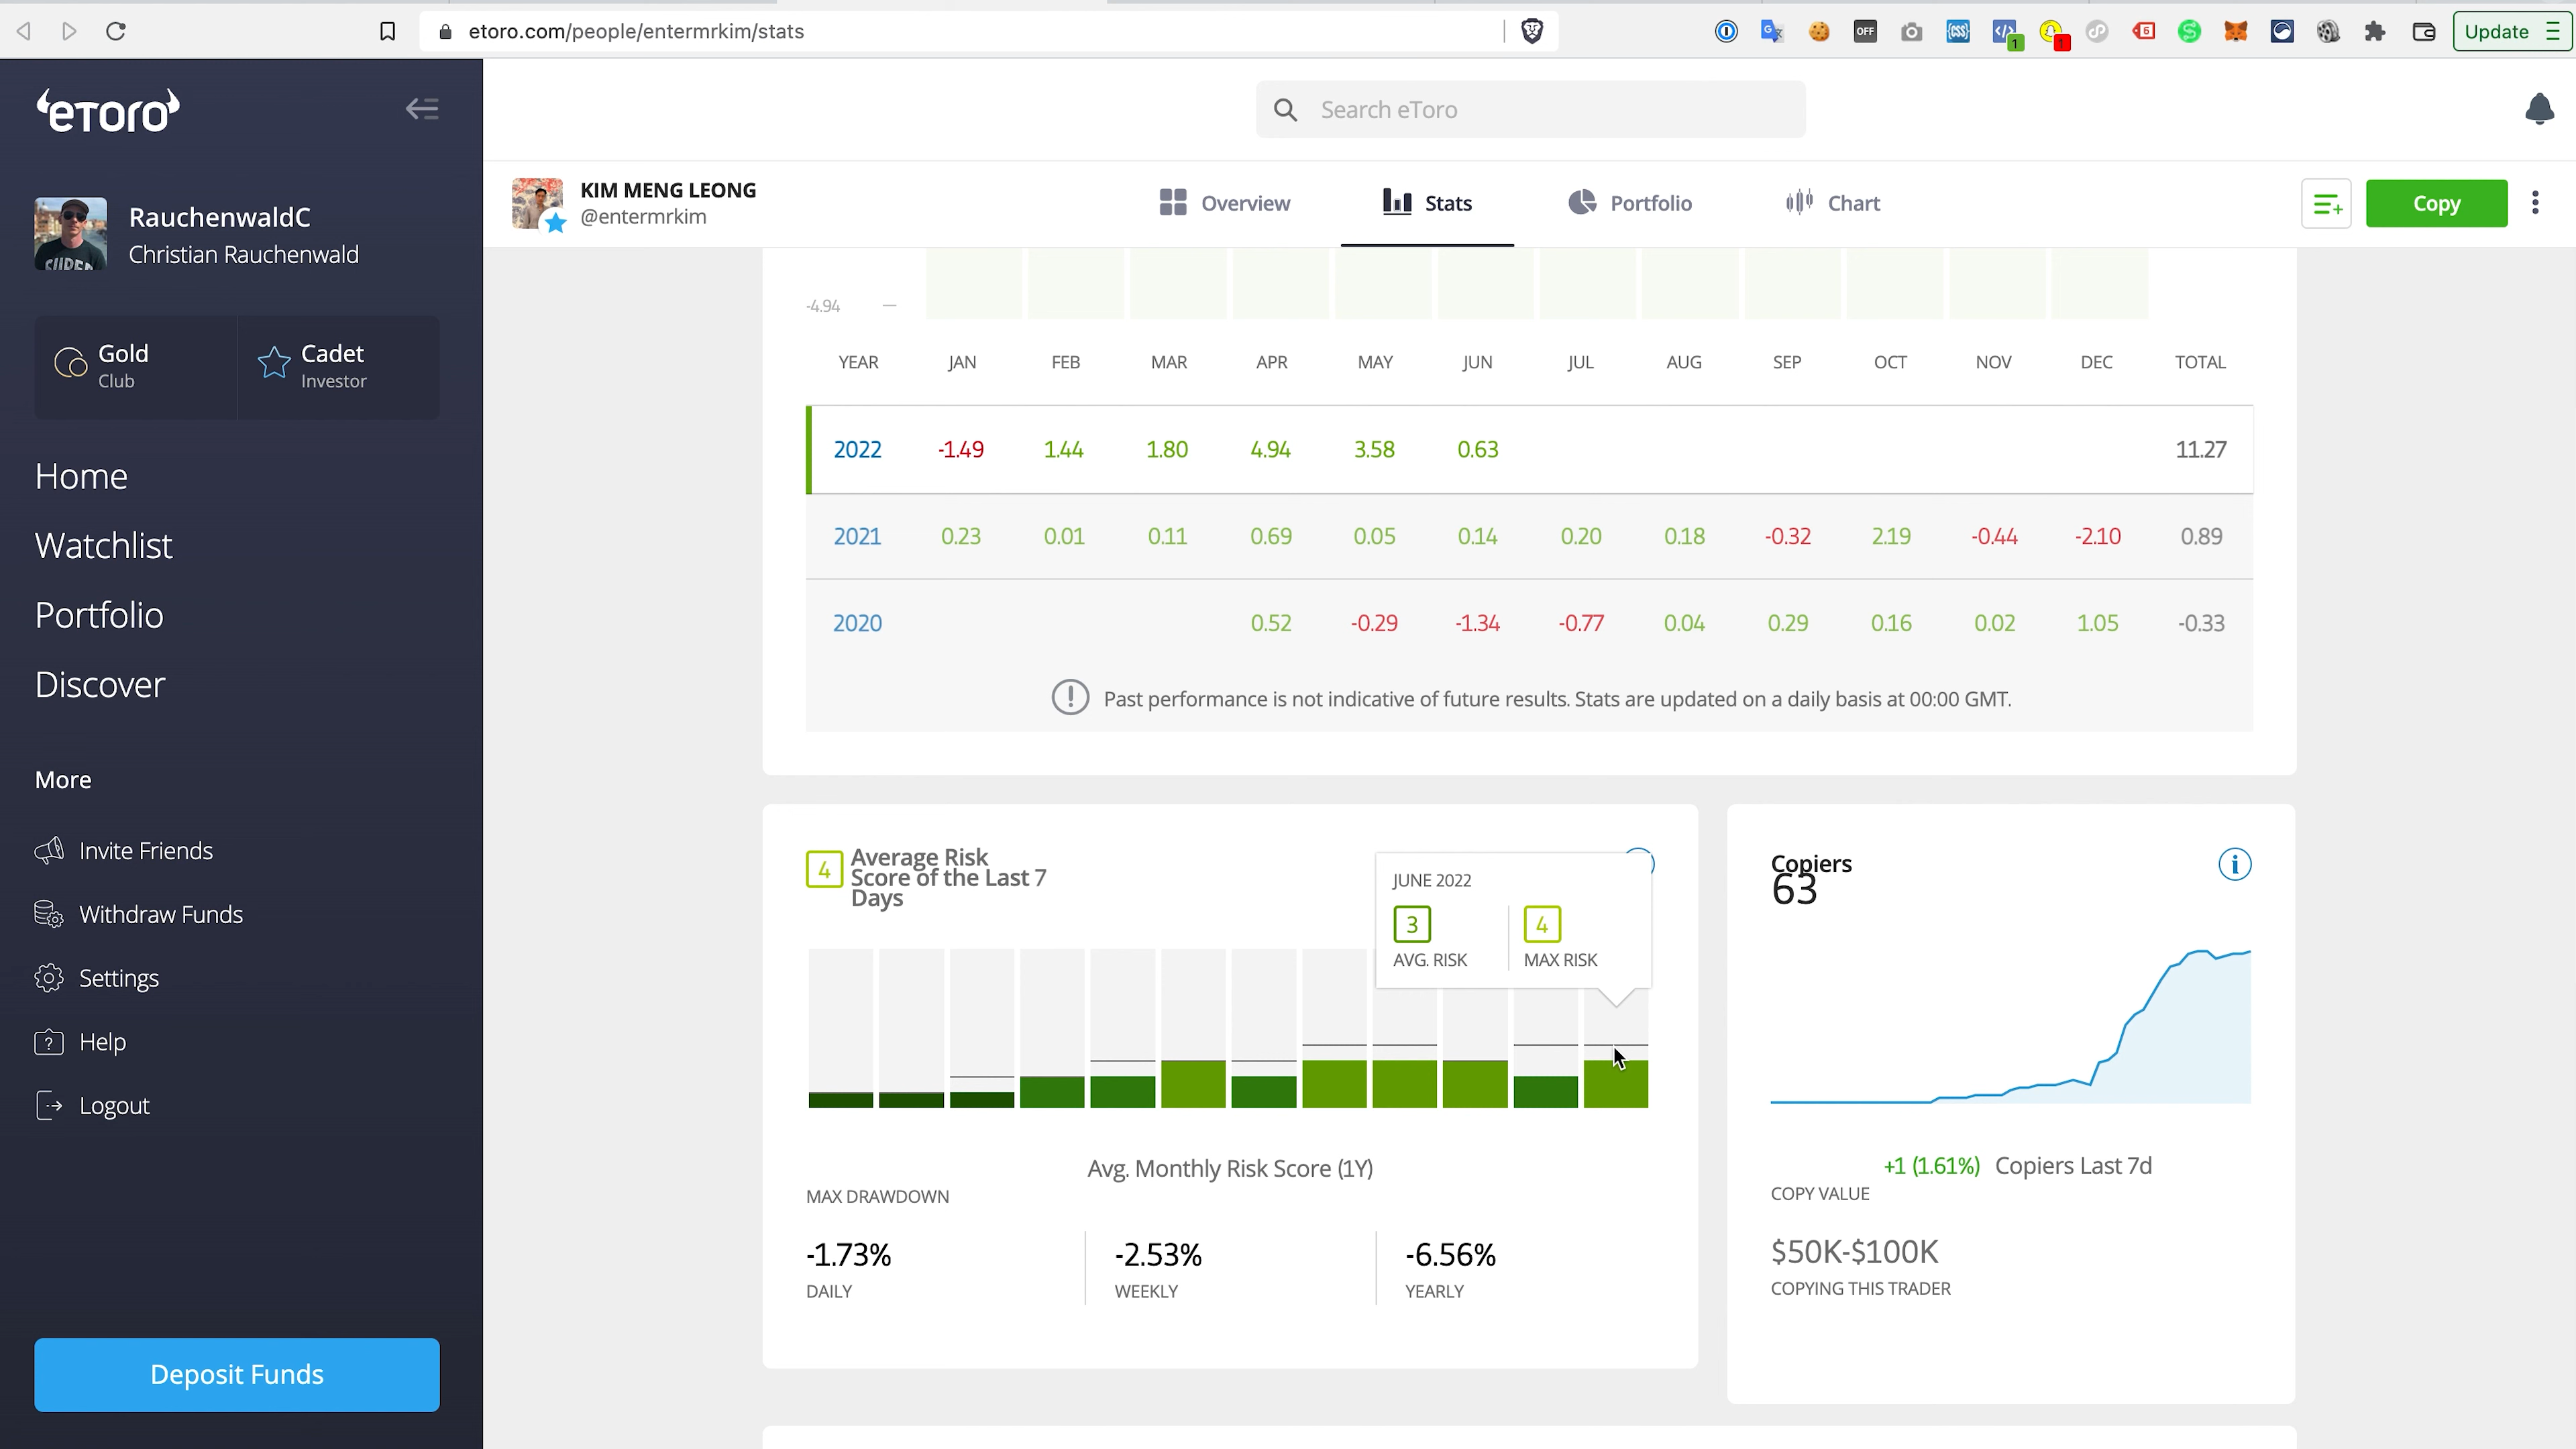 etoro.com/people/entermrkim/stats
OFF
1
1
6
Update
eToro
Search eToro
RauchenwaldC
Christian Rauchenwald
KIM MENG LEONG
@entermrkim
Overview
Stats
Portfolio
Chart
Copy
Gold
Club
Cadet
Investor
Home
Watchlist
Portfolio
Discover
More
Invite Friends
Withdraw Funds
Settings
Help
Logout
Deposit Funds
-4.94
YEAR JAN FEB MAR APR MAY JUN JUL AUG SEP OCT NOV DEC TOTAL
2022 -1.49 1.44 1.80 4.94 3.58 0.63 11.27
2021 0.23 0.01 0.11 0.69 0.05 0.14 0.20 0.18 -0.32 2.19 -0.44 -2.10 0.89
2020 0.52 -0.29 -1.34 -0.77 0.04 0.29 0.16 0.02 1.05 -0.33
Past performance is not indicative of future results. Stats are updated on a daily basis at 00:00 GMT.
4
Average Risk
Score of the Last 7
Days
JUNE 2022
3 4
AVG. RISK MAX RISK
Avg. Monthly Risk Score (1Y)
MAX DRAWDOWN
-1.73% -2.53% -6.56%
DAILY WEEKLY YEARLY
Copiers
63
+1 (1.61%) Copiers Last 7d
COPY VALUE
$50K-$100K
COPYING THIS TRADER